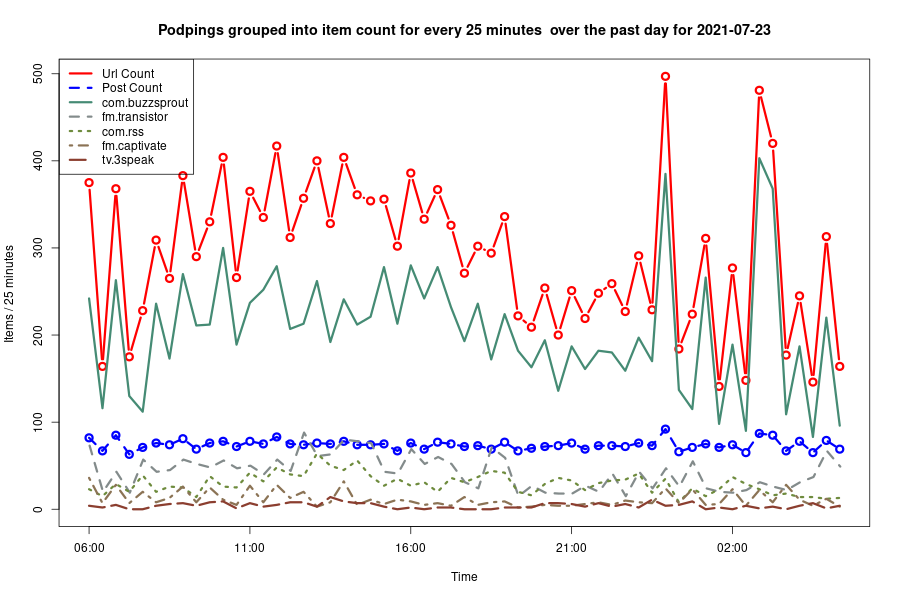 Podpings grouped into item count for every 25 minutes  over the past day for 2021-07-23
Url Count
Post Count
com.buzzsprout
fm.transistor
com.rss
fm.captivate
tv.3speak
Items / 25 minutes
500
400
300
200
100
0
06:00
11:00
16:00
21:00
02:00
Time